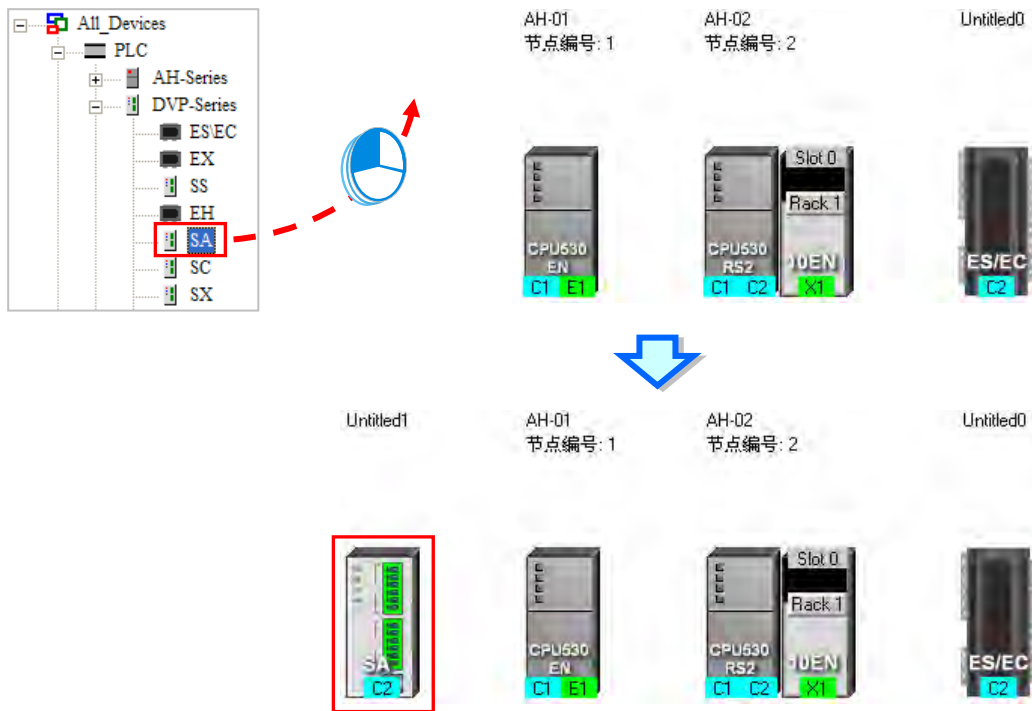 All_Devices
PLC
AH-Series
DVP-Series
ES\EC
EX
SS
EH
SA
SC
SX
AH-01
节点编号: 1
AH-02
节点编号: 2
Untitled0
CPU530
EN
C1 E1
Slot 0
Rack 1
CPU530
RS2
10EN
C1 C2 X1
ES/EC
C2
Untitled1
AH-01
节点编号: 1
AH-02
节点编号: 2
Untitled0
SA
C2
CPU530
EN
C1 E1
Slot 0
Rack 1
CPU530
RS2
10EN
C1 C2 X1
ES/EC
C2